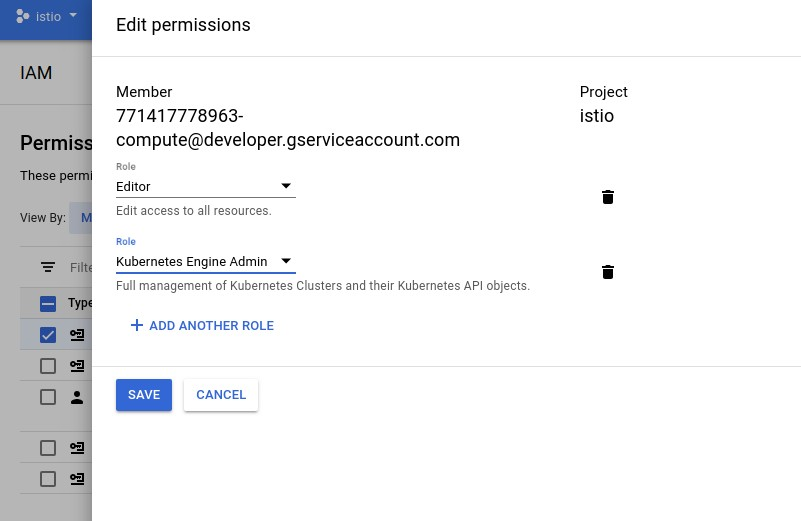 istio
Edit permissions
IAM
Member
Project
771417778963-
compute@developer.gserviceaccount.com
istio
Permiss
These permi
View By: M
Filte
Type
Role
Editor
Edit access to all resources.
Role
Kubernetes Engine Admin
Full management of Kubernetes Clusters and their Kubernetes API objects.
ADD ANOTHER ROLE
SAVE CANCEL